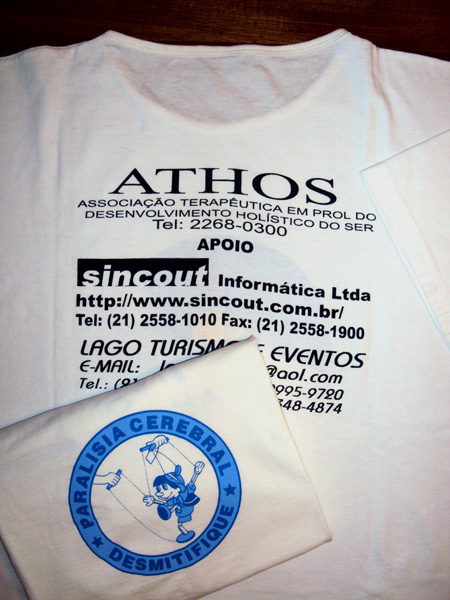 ATHOS
ASSOCIAÇÃO TERAPÊUTICA EM PROL DO
DESENVOLVIMENTO HOLÍSTICO DO SER
Tel: 2268-0300
APOIO
sincout Informática Ltda
http://www.sincout.com.br/
Tel: (21) 2558-1010 Fax: (21) 2558-1900
LAGO TURISMO E EVENTOS
E-MAIL: @aol.com
Tel.: 9995-9720
348-4874
PARALISIA CEREBRAL
DESMITIFIQUE